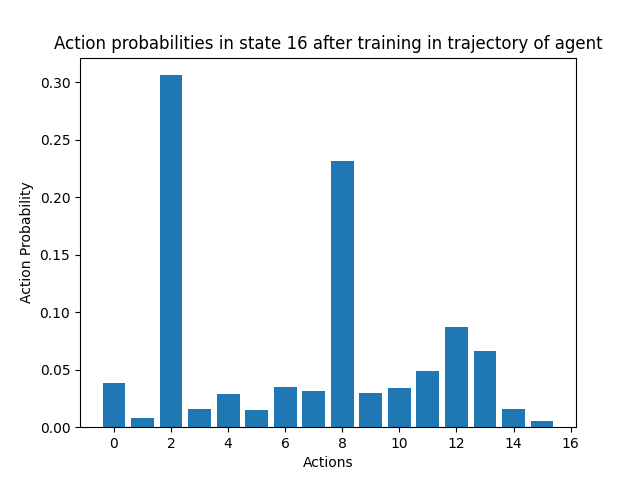 Action probabilities in state 16 after training in trajectory of agent
0.30
0.25
0.20
0.15
0.10
0.05
0.00
Action Probability
0 2 4 6 8 10 12 14 16
Actions